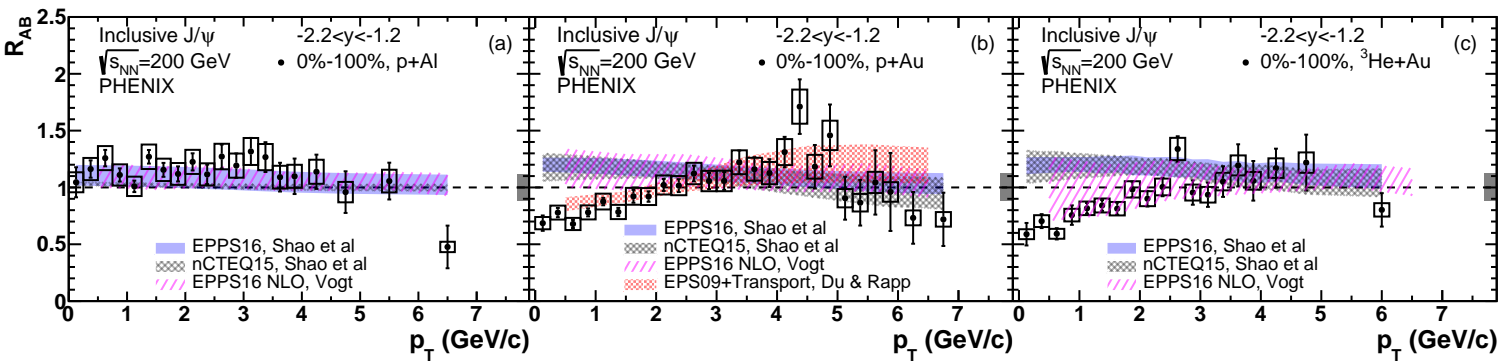 R_AB
2.5
2
1.5
1
0.5
0
Inclusive J/ψ
-2.2<y<-1.2
(a)
√s_NN=200 GeV
0%-100%, p+Al
PHENIX
EPPS16, Shao et al
nCTEQ15, Shao et al
EPPS16 NLO, Vogt
0 1 2 3 4 5 6 7
p_T (GeV/c)
Inclusive J/ψ
-2.2<y<-1.2
(b)
√s_NN=200 GeV
0%-100%, p+Au
PHENIX
EPPS16, Shao et al
nCTEQ15, Shao et al
EPPS16 NLO, Vogt
EPS09+Transport, Du & Rapp
0 1 2 3 4 5 6 7
p_T (GeV/c)
Inclusive J/ψ
-2.2<y<-1.2
(c)
√s_NN=200 GeV
0%-100%, ³He+Au
PHENIX
EPPS16, Shao et al
nCTEQ15, Shao et al
EPPS16 NLO, Vogt
0 1 2 3 4 5 6 7
p_T (GeV/c)